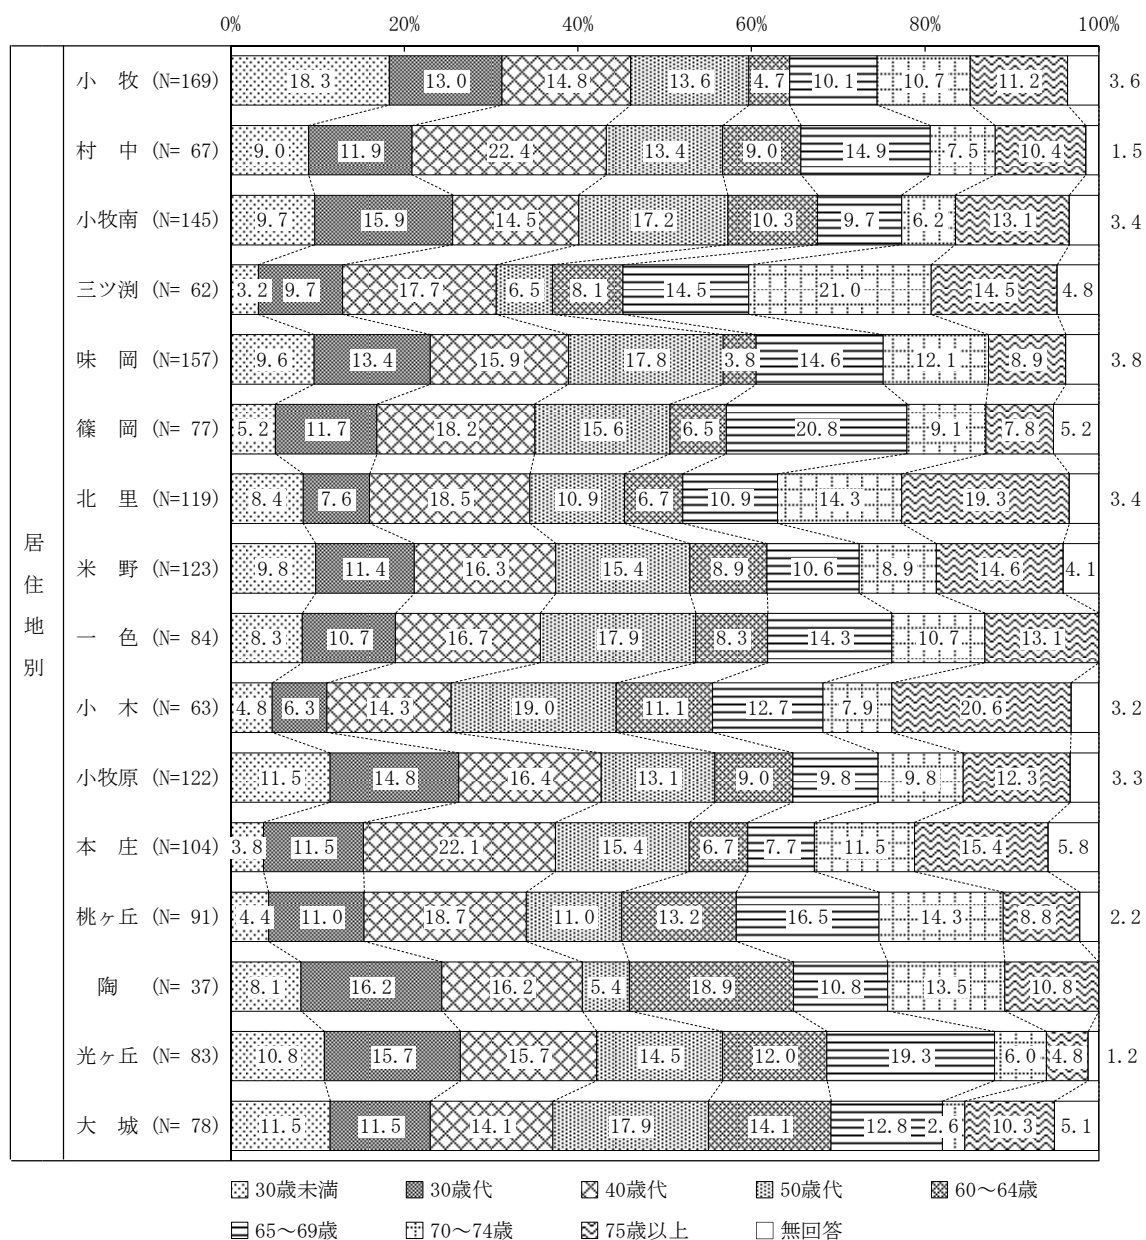 0% 20% 40% 60% 80% 100%
小 牧 (N=169) 18.3 13.0 14.8 13.6 4.7 10.1 10.7 11.2 3.6
村 中 (N= 67) 9.0 11.9 22.4 13.4 9.0 14.9 7.5 10.4 1.5
小牧南 (N=145) 9.7 15.9 14.5 17.2 10.3 9.7 6.2 13.1 3.4
三ツ渕 (N= 62) 3.2 9.7 17.7 6.5 8.1 14.5 21.0 14.5 4.8
味 岡 (N=157) 9.6 13.4 15.9 17.8 3.8 14.6 12.1 8.9 3.8
篠 岡 (N= 77) 5.2 11.7 18.2 15.6 6.5 20.8 9.1 7.8 5.2
北 里 (N=119) 8.4 7.6 18.5 10.9 6.7 10.9 14.3 19.3 3.4
居住地別
米 野 (N=123) 9.8 11.4 16.3 15.4 8.9 10.6 8.9 14.6 4.1
一 色 (N= 84) 8.3 10.7 16.7 17.9 8.3 14.3 10.7 13.1
小 木 (N= 63) 4.8 6.3 14.3 19.0 11.1 12.7 7.9 20.6 3.2
小牧原 (N=122) 11.5 14.8 16.4 13.1 9.0 9.8 9.8 12.3 3.3
本 庄 (N=104) 3.8 11.5 22.1 15.4 6.7 7.7 11.5 15.4 5.8
桃ヶ丘 (N= 91) 4.4 11.0 18.7 11.0 13.2 16.5 14.3 8.8 2.2
陶 (N= 37) 8.1 16.2 16.2 5.4 18.9 10.8 13.5 10.8
光ヶ丘 (N= 83) 10.8 15.7 15.7 14.5 12.0 19.3 6.0 4.8 1.2
大 城 (N= 78) 11.5 11.5 14.1 17.9 14.1 12.8 2.6 10.3 5.1
30歳未満 30歳代 40歳代 50歳代 60～64歳
65～69歳 70～74歳 75歳以上 無回答